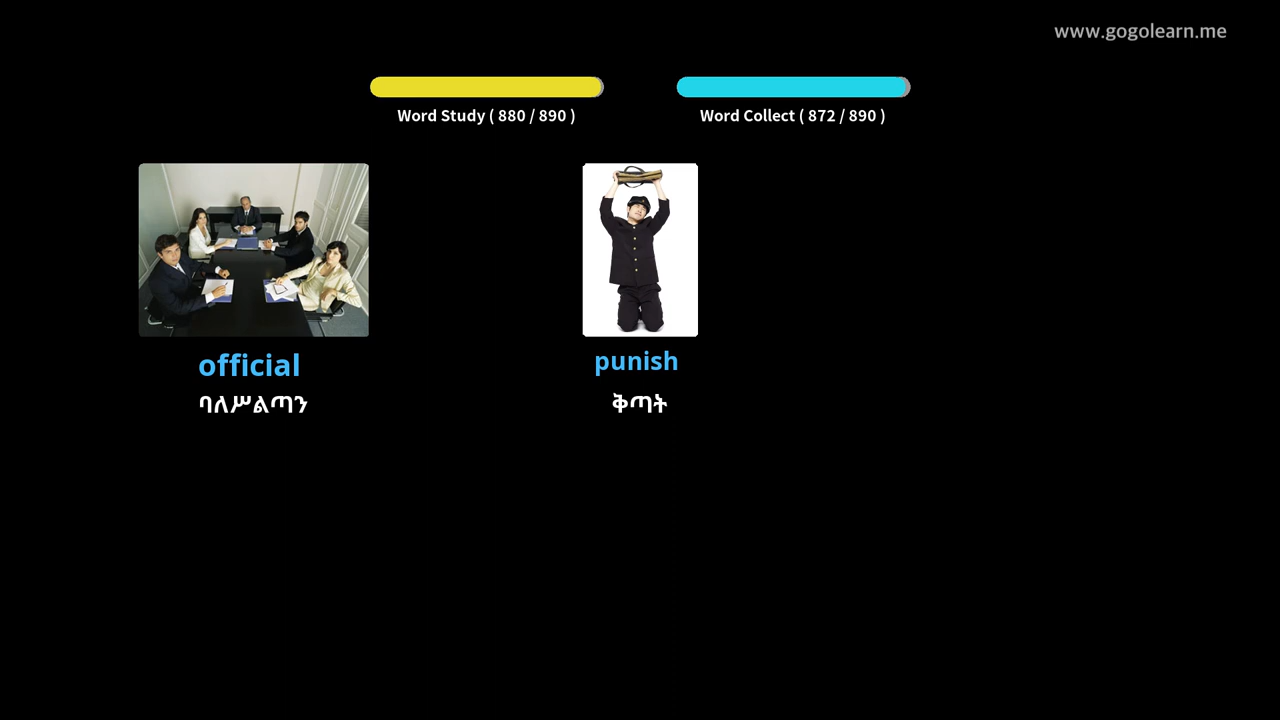 www.gogolearn.me
Word Study ( 880 / 890 )
Word Collect ( 872 / 890 )
official
ባለሥልጣን
punish
ቅጣት